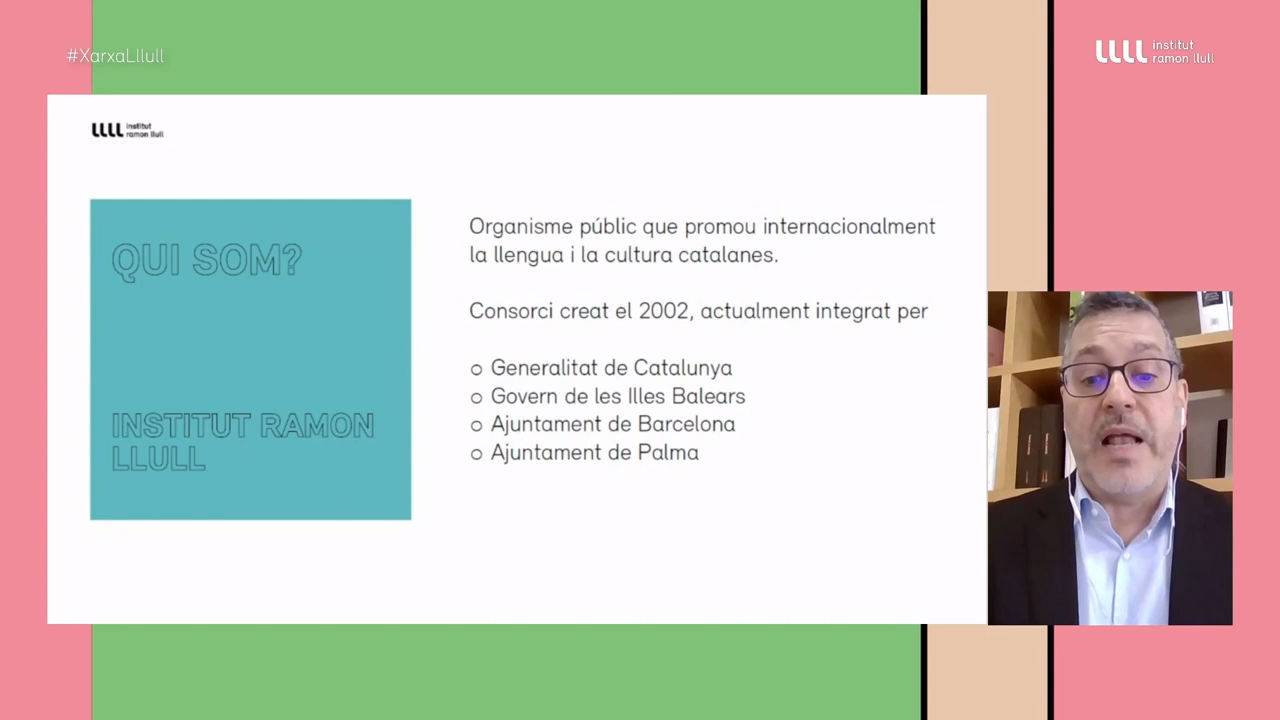 #XarxaLlull
LLLL institut
ramon llull
LLLL institut
ramon llull
QUI SOM?
INSTITUT RAMON
LLULL
Organisme públic que promou internacionalment
la llengua i la cultura catalanes.
Consorci creat el 2002, actualment integrat per
o Generalitat de Catalunya
o Govern de les Illes Balears
o Ajuntament de Barcelona
o Ajuntament de Palma